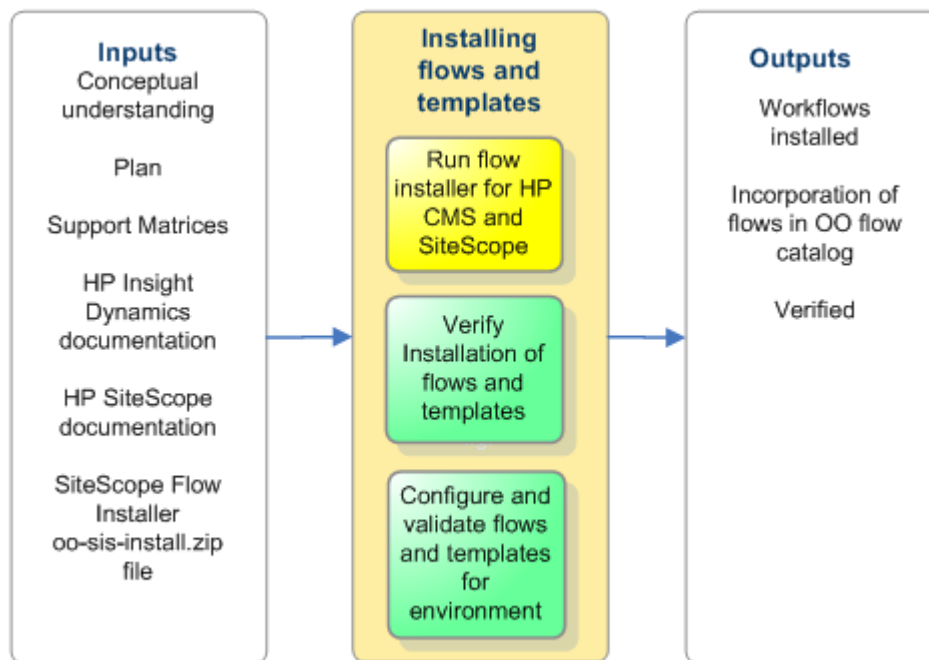 Inputs
Conceptual
understanding
Plan
Support Matrices
HP Insight
Dynamics
documentation
HP SiteScope
documentation
SiteScope Flow
Installer
oo-sis-install.zip
file
Installing
flows and
templates
Run flow
installer for HP
CMS and
SiteScope
Verify
Installation of
flows and
templates
Configure and
validate flows
and templates
for
environment
Outputs
Workflows
installed
Incorporation of
flows in OO flow
catalog
Verified